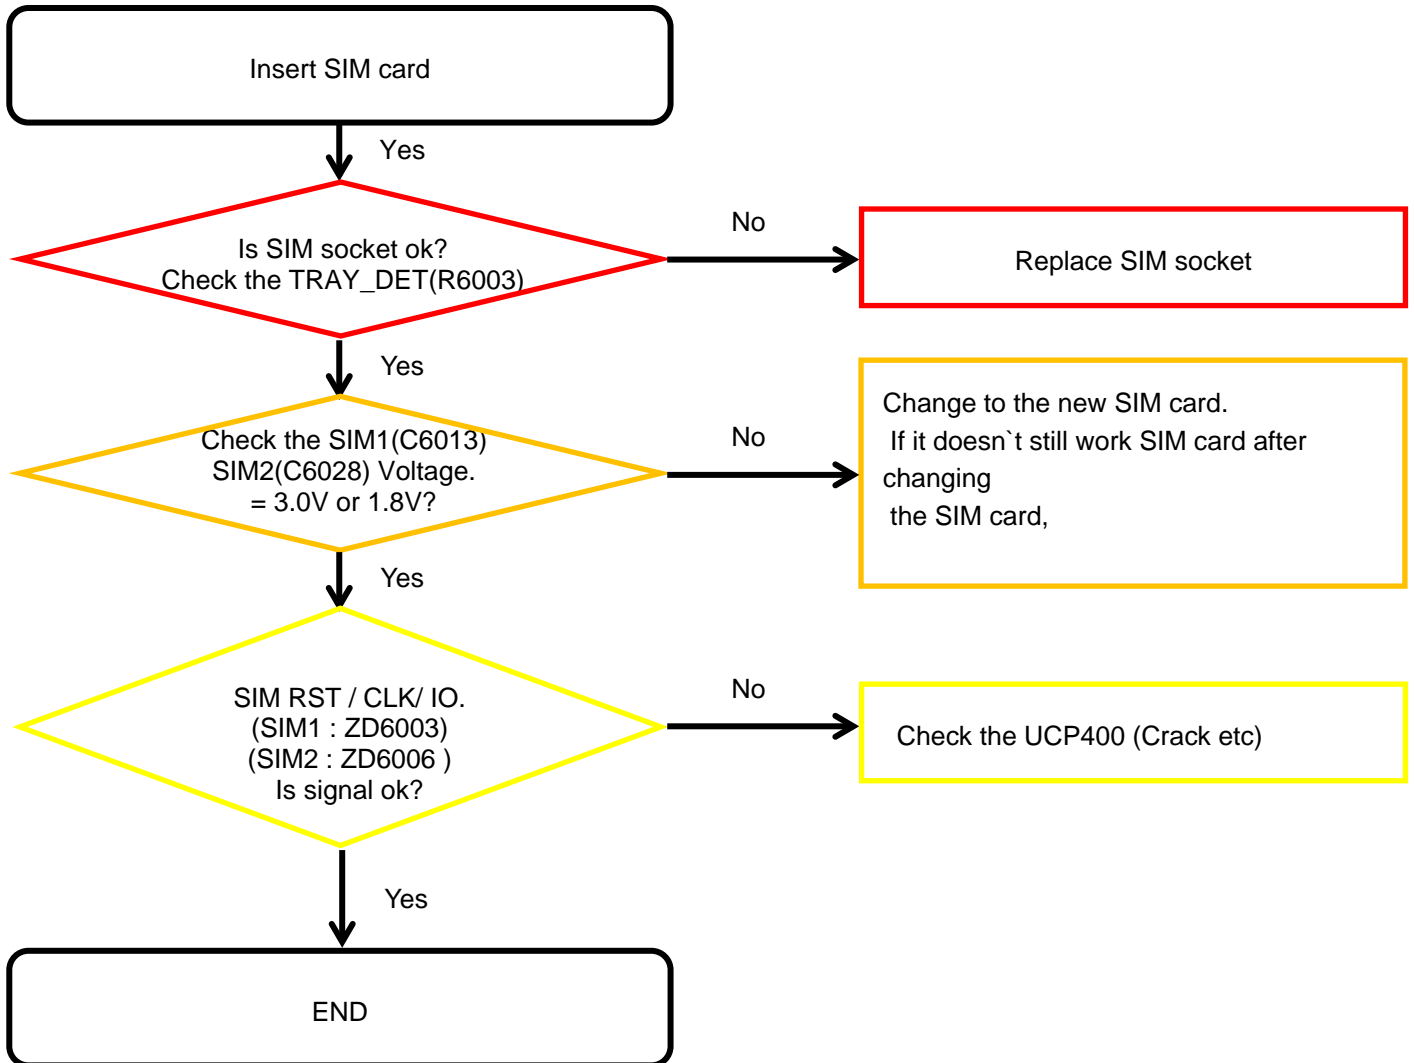 Insert SIM card
Yes
Is SIM socket ok?
Check the TRAY_DET(R6003)
No
Replace SIM socket
Yes
Check the SIM1(C6013)
SIM2(C6028) Voltage.
= 3.0V or 1.8V?
No
Change to the new SIM card.
If it doesn`t still work SIM card after
changing
the SIM card,
Yes
SIM RST / CLK/ IO.
(SIM1 : ZD6003)
(SIM2 : ZD6006 )
Is signal ok?
No
Check the UCP400 (Crack etc)
Yes
END